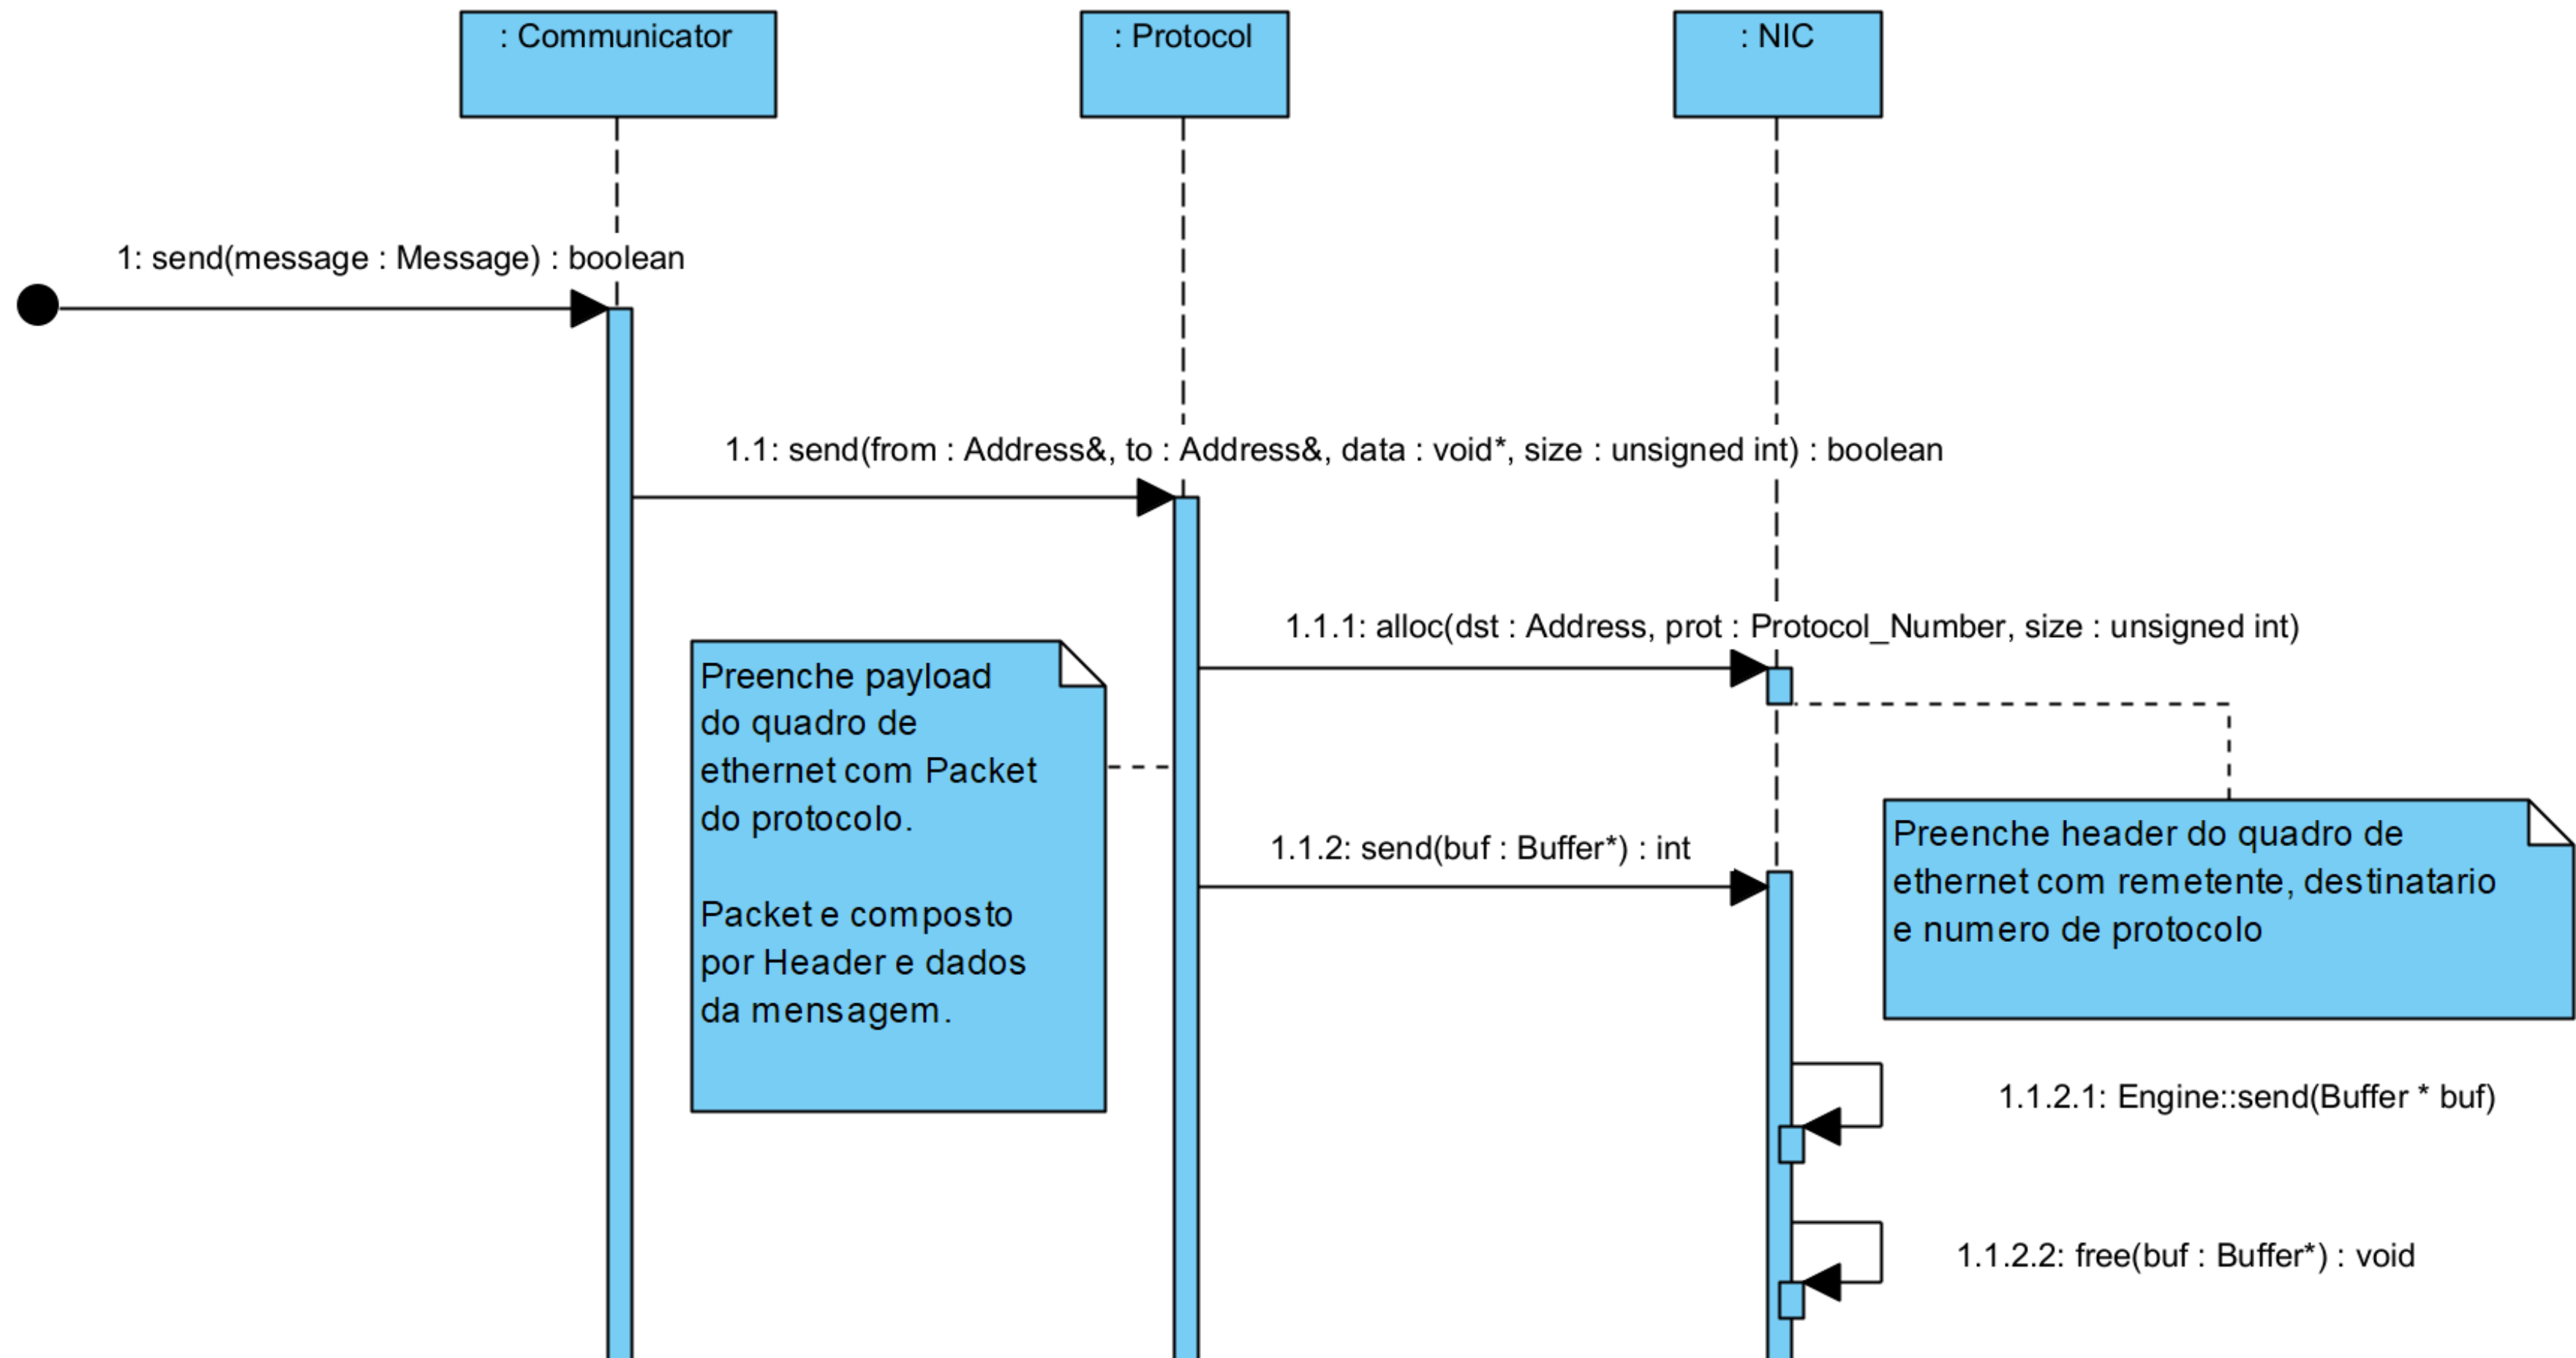 : Communicator
: Protocol
: NIC
1: send(message : Message) : boolean
1.1: send(from : Address&, to : Address&, data : void*, size : unsigned int) : boolean
1.1.1: alloc(dst : Address, prot : Protocol_Number, size : unsigned int)
Preenche payload
do quadro de
ethernet com Packet
do protocolo.
Packet e composto
por Header e dados
da mensagem.
1.1.2: send(buf : Buffer*) : int
Preenche header do quadro de
ethernet com remetente, destinatario
e numero de protocolo
1.1.2.1: Engine::send(Buffer * buf)
1.1.2.2: free(buf : Buffer*) : void